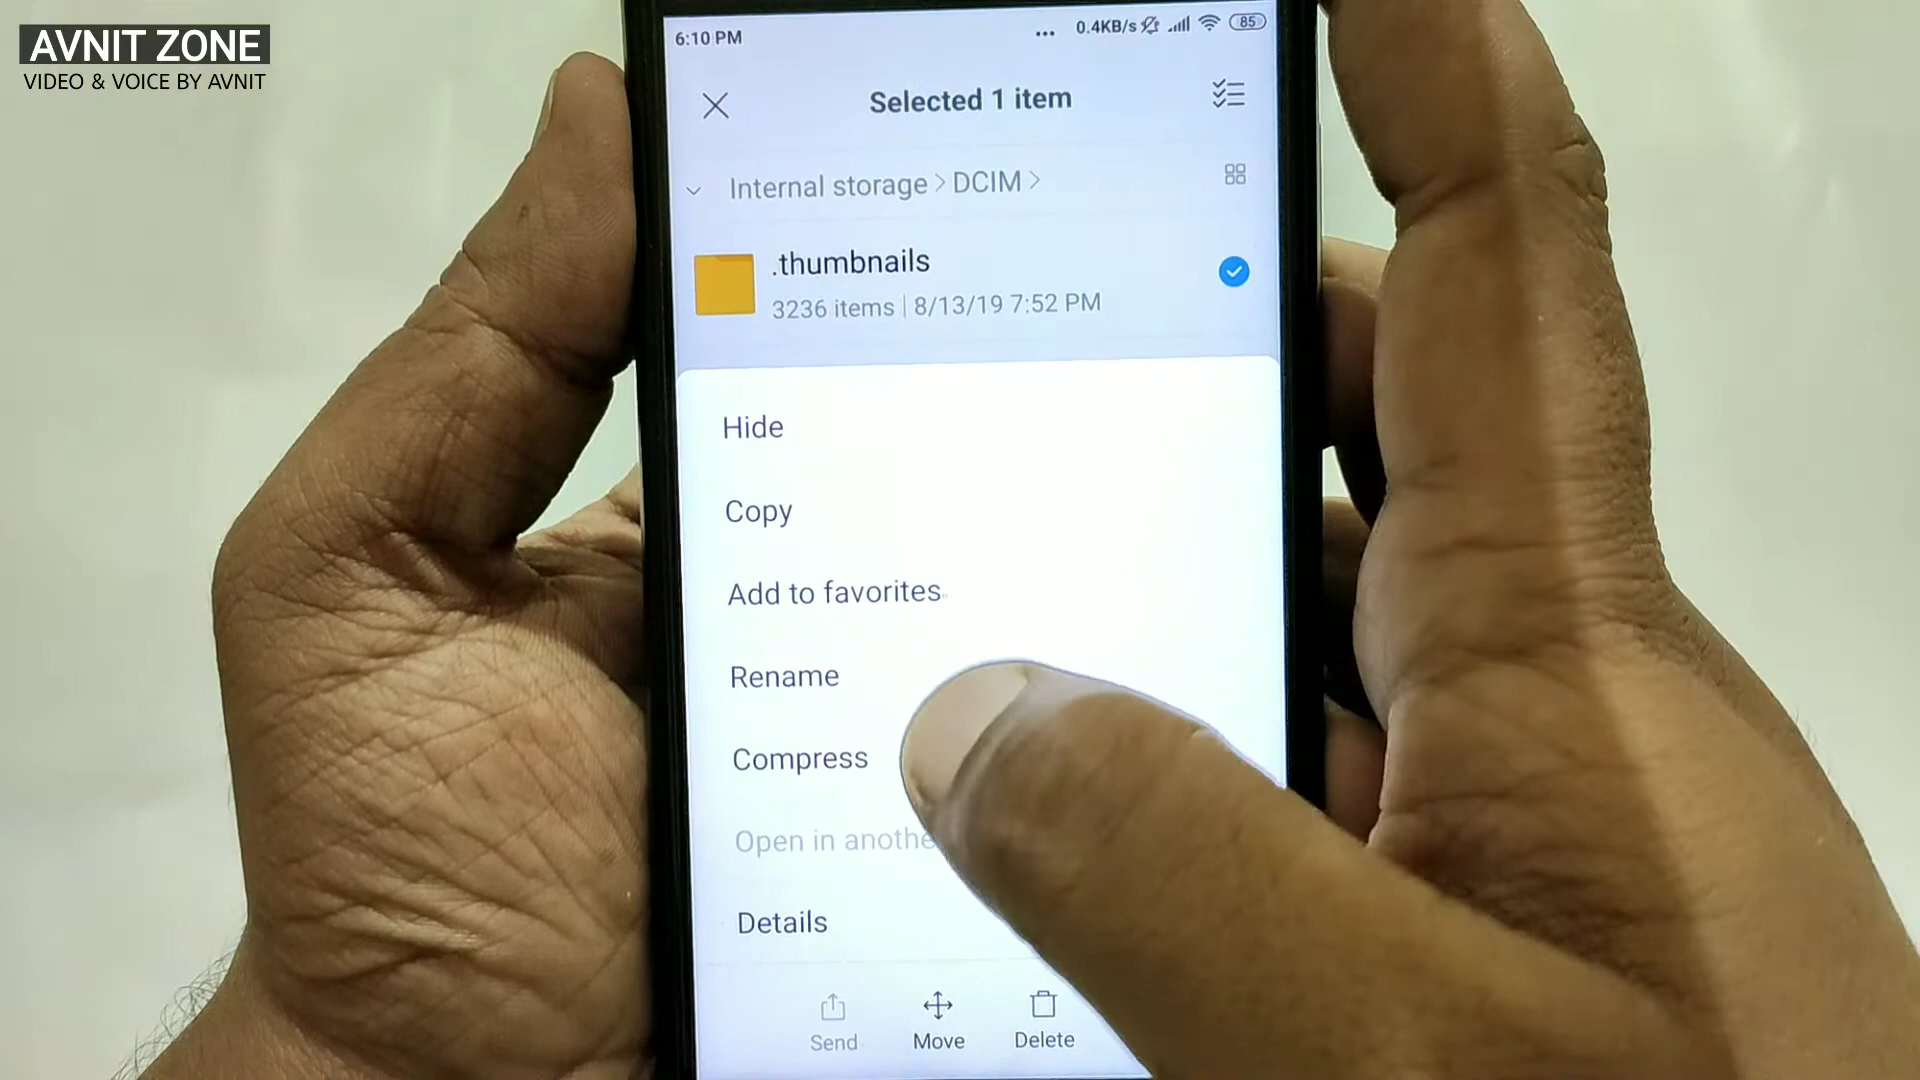 AVNIT ZONE
VIDEO & VOICE BY AVNIT
6:10 PM
... 0.4KB/s 85
Selected 1 item
Internal storage > DCIM >
.thumbnails
3236 items | 8/13/19 7:52 PM
Hide
Copy
Add to favorites
Rename
Compress
Open in anothe
Details
Send Move Delete